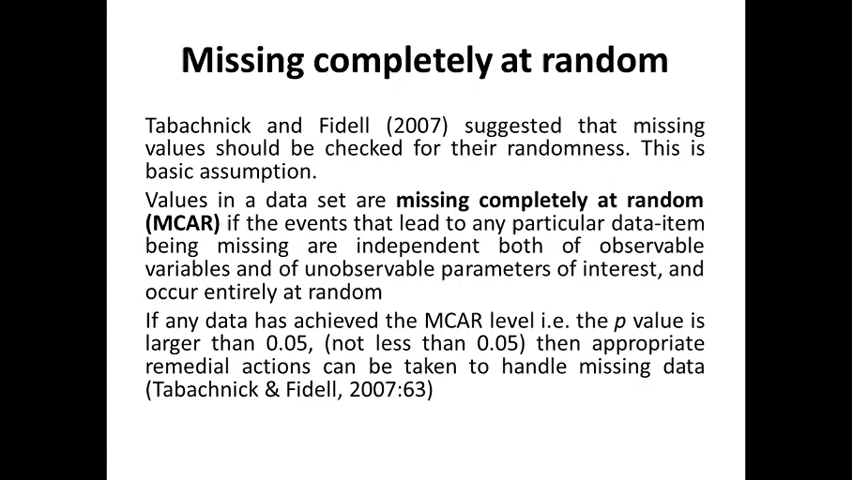 Missing completely at random
Tabachnick and Fidell (2007) suggested that missing
values should be checked for their randomness. This is
basic assumption.
Values in a data set are missing completely at random
(MCAR) if the events that lead to any particular data-item
being missing are independent both of observable
variables and of unobservable parameters of interest, and
occur entirely at random
If any data has achieved the MCAR level i.e. the p value is
larger than 0.05, (not less than 0.05) then appropriate
remedial actions can be taken to handle missing data
(Tabachnick & Fidell, 2007:63)